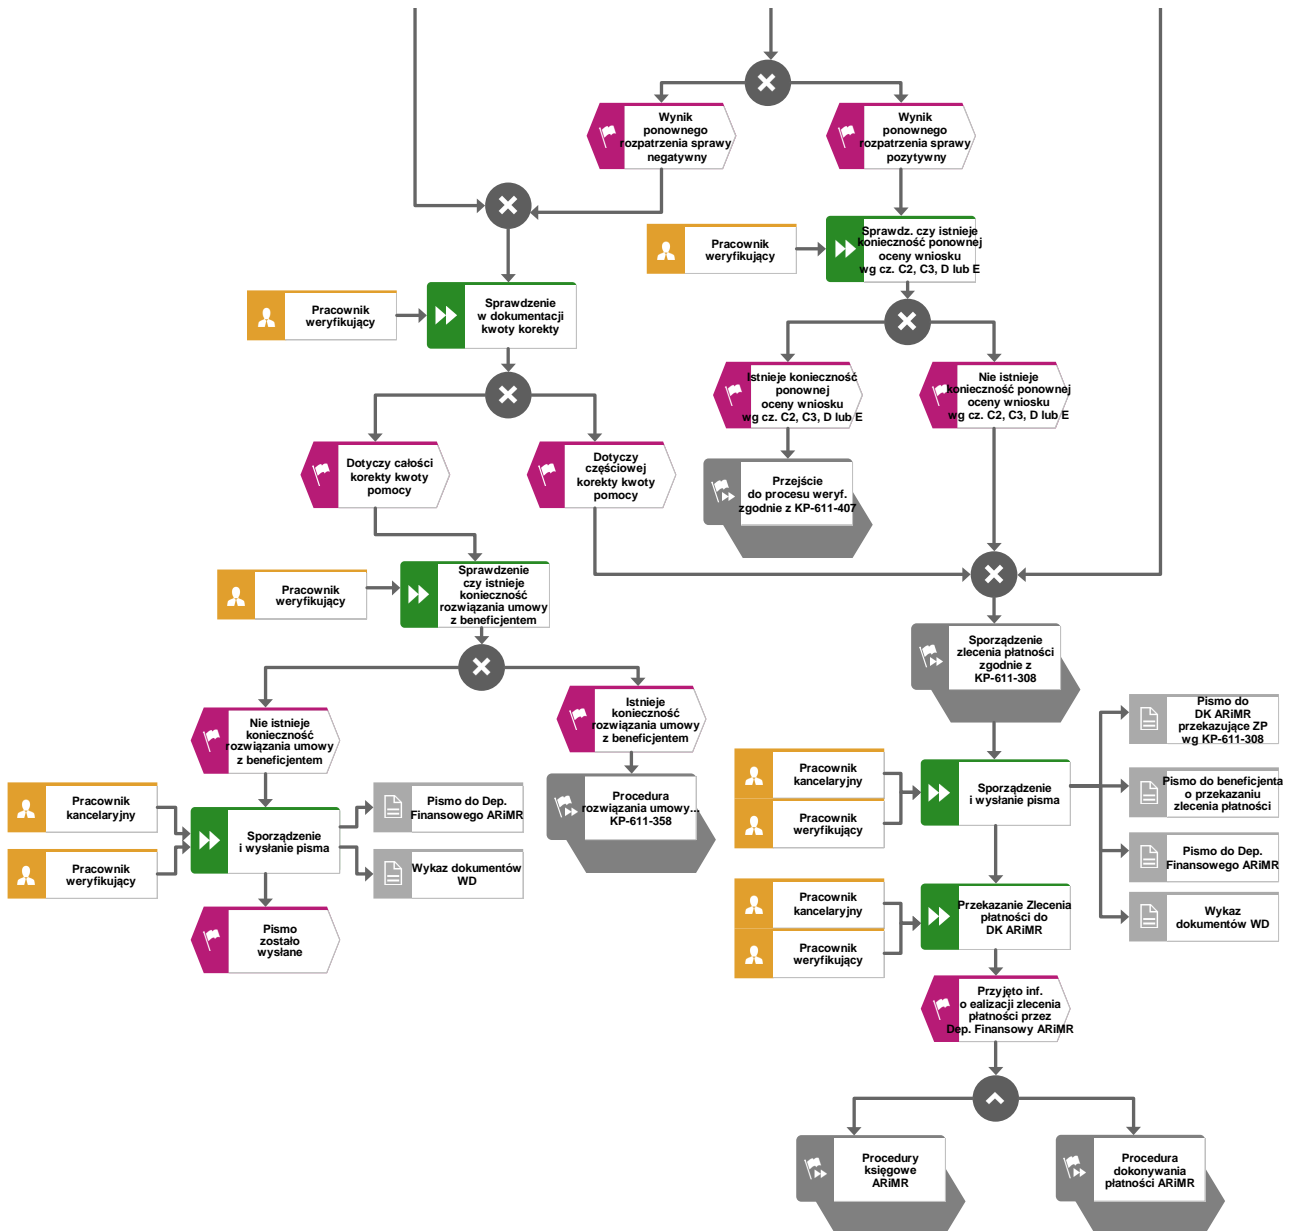 Wynik
ponownego
rozpatrzenia sprawy
negatywny
Wynik
ponownego
rozpatrzenia sprawy
pozytywny
Pracownik
weryfikujący
Sprawdz. czy istnieje
konieczność ponownej
oceny wniosku
wg cz. C2, C3, D lub E
Pracownik
weryfikujący
Sprawdzenie
w dokumentacji
kwoty korekty
Istnieje konieczność
ponownej
oceny wniosku
wg cz. C2, C3, D lub E
Nie istnieje
konieczność ponownej
oceny wniosku
wg cz. C2, C3, D lub E
Dotyczy całości
korekty kwoty
pomocy
Dotyczy
częściowej
korekty kwoty
pomocy
Przejście
do procesu weryf.
zgodnie z KP-611-407
Pracownik
weryfikujący
Sprawdzenie
czy istnieje
konieczność
rozwiązania umowy
z beneficjentem
Sporządzenie
zlecenia płatności
zgodnie z
KP-611-308
Nie istnieje
konieczność
rozwiązania umowy
z beneficjentem
Istnieje
konieczność
rozwiązania umowy
z beneficjentem
Pismo do
DK ARiMR
przekazujące ZP
wg KP-611-308
Pracownik
kancelaryjny
Pracownik
weryfikujący
Sporządzenie
i wysłanie pisma
Pismo do beneficjenta
o przekazaniu
zlecenia płatności
Pracownik
kancelaryjny
Pracownik
weryfikujący
Sporządzenie
i wysłanie pisma
Pismo do Dep.
Finansowego ARiMR
Wykaz dokumentów
WD
Procedura
rozwiązania umowy...
KP-611-358
Pismo do Dep.
Finansowego ARiMR
Wykaz
dokumentów WD
Pismo
zostało
wysłane
Pracownik
kancelaryjny
Pracownik
weryfikujący
Przekazanie Zlecenia
płatności do
DK ARiMR
Przyjęto inf.
o ealizacji zlecenia
płatności przez
Dep. Finansowy ARiMR
Procedury
księgowe
ARiMR
Procedura
dokonywania
płatności ARiMR